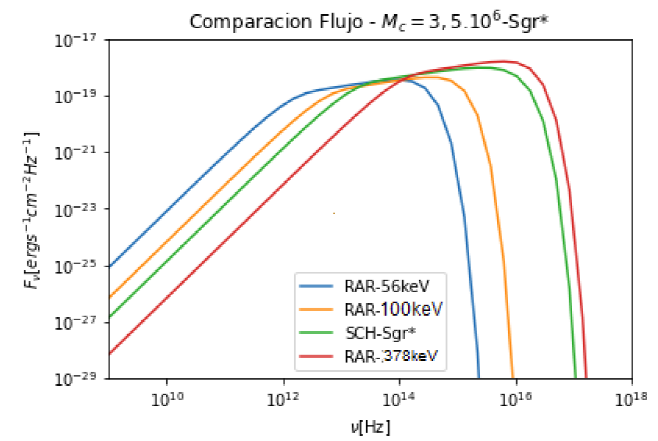 Comparacion Flujo - $M_c = 3, 5.10^6$-Sgr*
$10^{-17}$
$10^{-19}$
$10^{-21}$
$10^{-23}$
$10^{-25}$
$10^{-27}$
$10^{-29}$
$F_\nu[ergs^{-1}cm^{-2}Hz^{-1}]$
RAR-56keV
RAR-100keV
SCH-Sgr*
RAR-378keV
$10^{10}$ $10^{12}$ $10^{14}$ $10^{16}$ $10^{18}$
$\nu$[Hz]